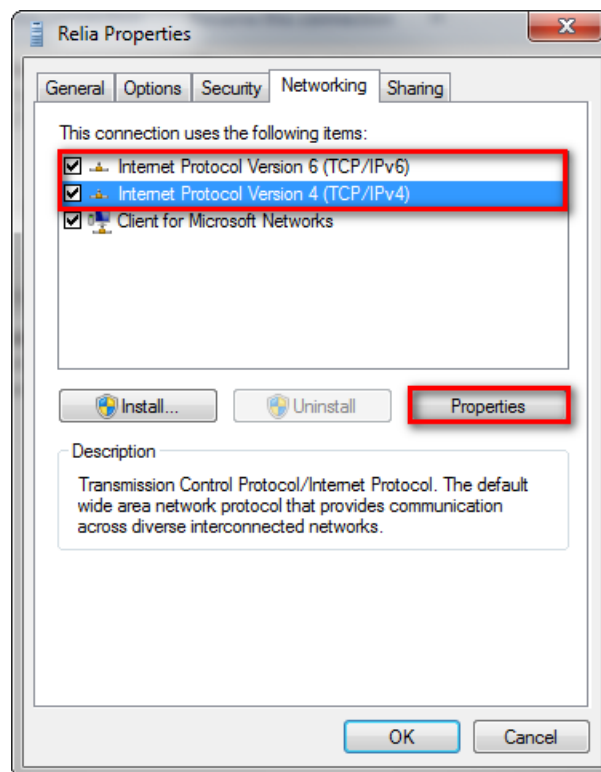 Relia Properties
General Options Security Networking Sharing
This connection uses the following items:
Internet Protocol Version 6 (TCP/IPv6)
Internet Protocol Version 4 (TCP/IPv4)
Client for Microsoft Networks
Install... Uninstall Properties
Description
Transmission Control Protocol/Internet Protocol. The default
wide area network protocol that provides communication
across diverse interconnected networks.
OK Cancel